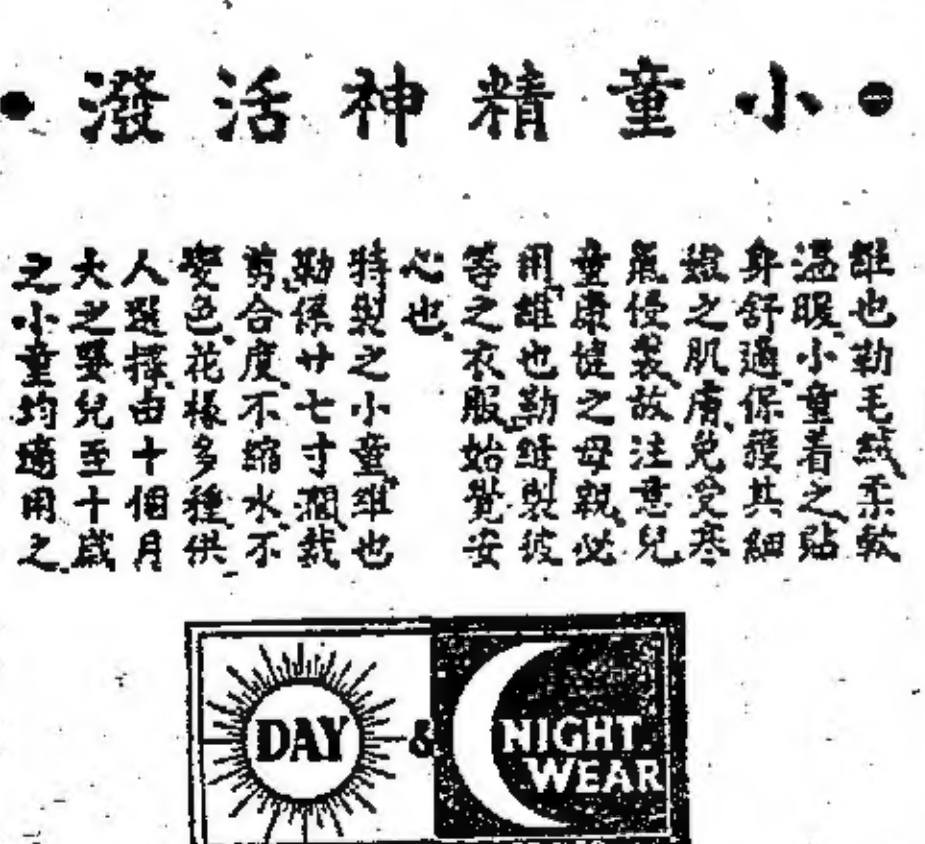 小童精神活潑
維也勒毛絨柔軟
溫暖、小童着之貼
身舒適、保護其細
嫩之肌膚、免受寒
氣侵襲、故注意兒
童康健之母親、必
用維也勒縫製彼
等之衣服、始覺安
心也、
特製之小童維也
勒、係廿七寸濶、裁
剪合度、不縮水、不
變色、花樣多種、供
人選擇、由十個月
大之嬰兒至十歲
之小童均適用之、
DAY & NIGHT WEAR